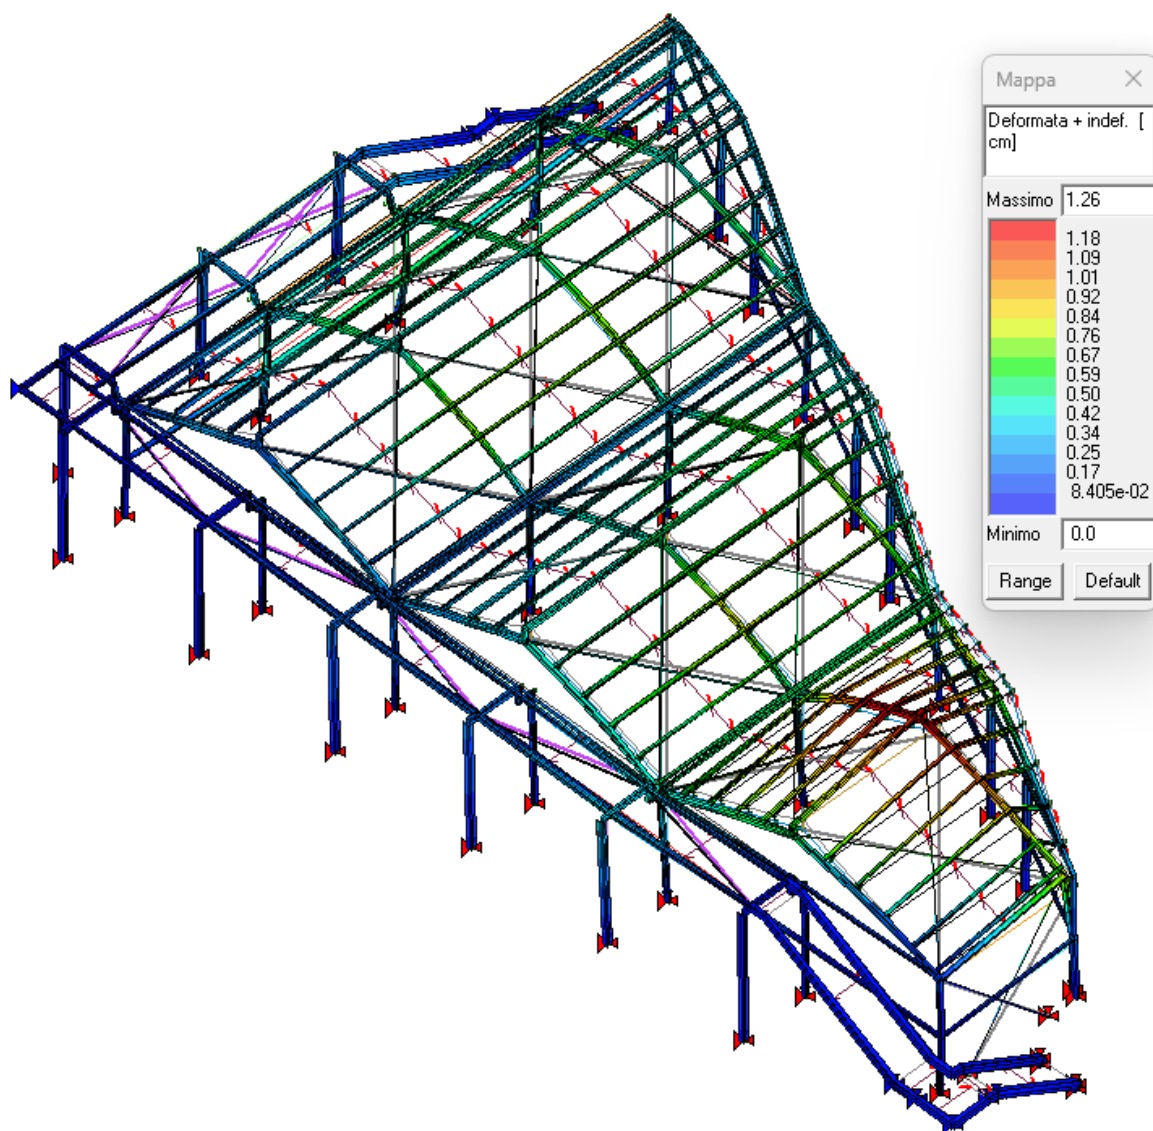 Mappa
Deformata + indef. [
cm]
Massimo 1.26
1.18
1.09
1.01
0.92
0.84
0.76
0.67
0.59
0.50
0.42
0.34
0.25
0.17
8.405e-02
Minimo 0.0
Range Default